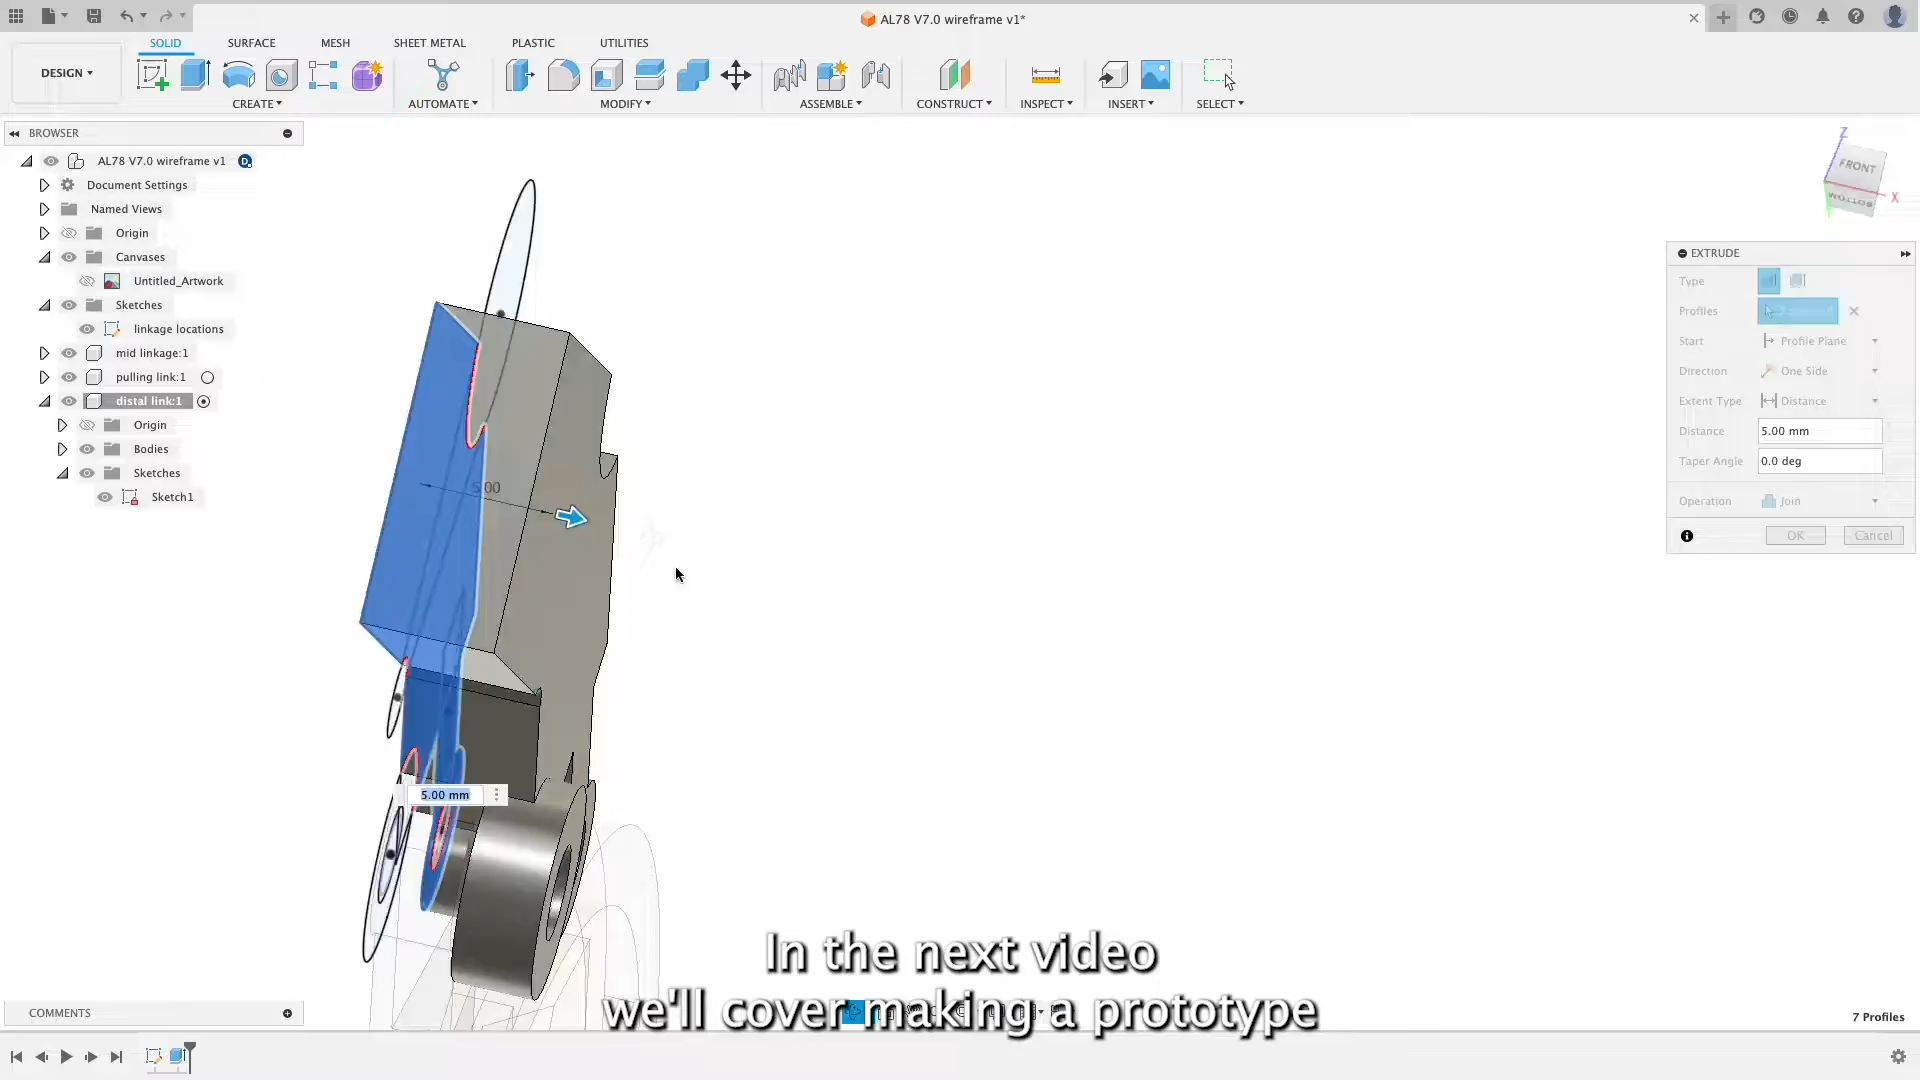 AL78 V7.0 wireframe v1*
SOLID
SURFACE
MESH
SHEET METAL
PLASTIC
UTILITIES
DESIGN
CREATE
AUTOMATE
MODIFY
ASSEMBLE
CONSTRUCT
INSPECT
INSERT
SELECT
BROWSER
AL78 V7.0 wireframe v1
Document Settings
Named Views
Origin
Canvases
Untitled_Artwork
Sketches
linkage locations
mid linkage:1
pulling link:1
distal link:1
Origin
Bodies
Sketches
Sketch1
Z
FRONT
BOTTOM
X
EXTRUDE
Type
Profiles
Start
Profile Plane
Direction
One Side
Extent Type
Distance
Distance
5.00 mm
Taper Angle
0.0 deg
Operation
Join
OK
Cancel
5.00
5.00 mm
In the next video
we'll cover making a prototype
COMMENTS
7 Profiles